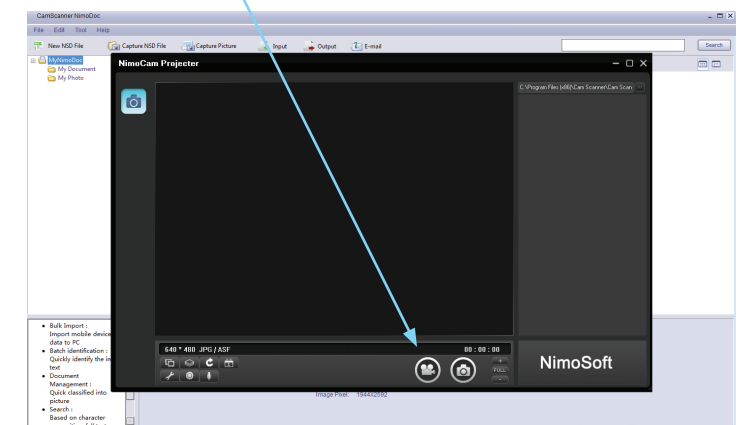 CamScanner NimoDoc
File Edit Tool Help
New NSD File Capture NSD File Capture Picture Input Output E-mail Search
MyNimoDoc
My Document
My Photo
NimoCam Projecter
C:\Program Files (x86)\Cam Scanner\Cam Scan
640 * 480 JPG / ASF 00 : 00 : 00
FULL
NimoSoft
Image Pixel: 1944X2592
Bulk Import :
Import mobile device
data to PC
Batch identification :
Quickly identify the in
text
Document
Management :
Quick classified into
picture
Search :
Based on character